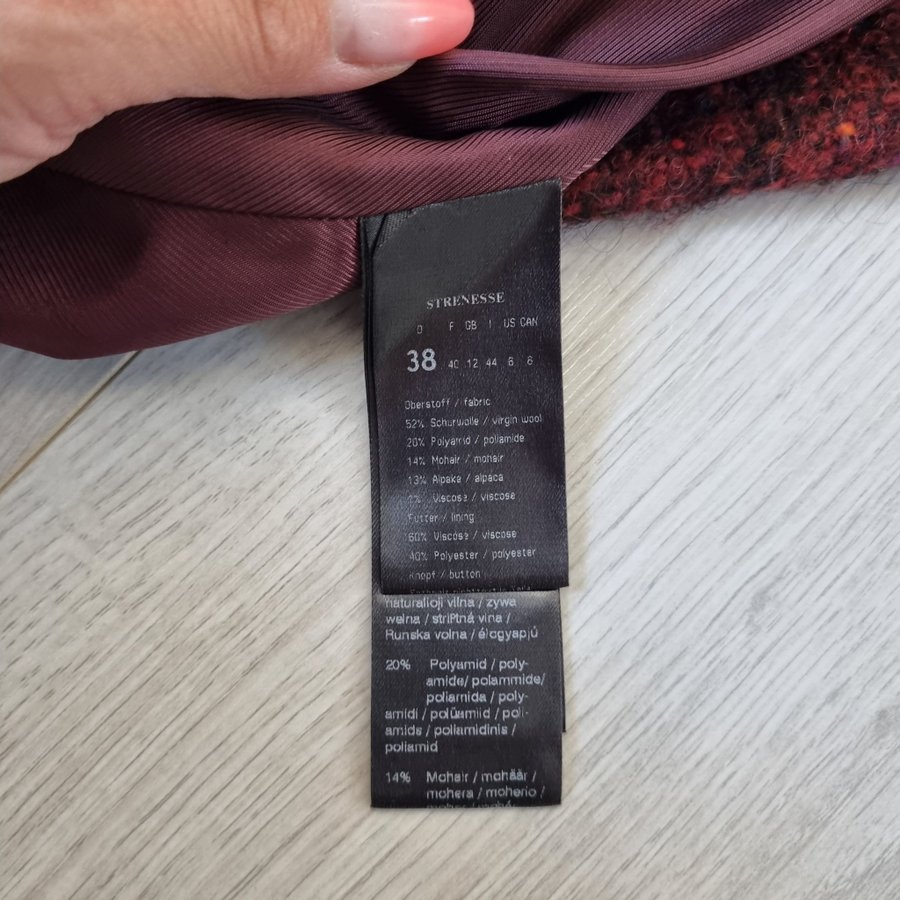 STRENESSE
D F GB I US CAN
38 40 12 44 6 6
Oberstoff / fabric
52% Schurwolle / virgin wool
20% Polyamid / poliamide
14% Mohair / mohair
13% Alpaka / alpaca
1% Viscose / viscose
Futter / lining
60% Viscose / viscose
40% Polyester / polyester
Knopf / button
naturalioji vilna / żywa
wełna / striPtná vlna /
Runska volna / élőgyapjú
20% Polyamid / poly-
amide/ polammide/
poliamida / poly-
amidi / polüamiid / poli-
amids / poliamidinis /
poliamid
14% Mohair / mohäär /
mohera / moherio /